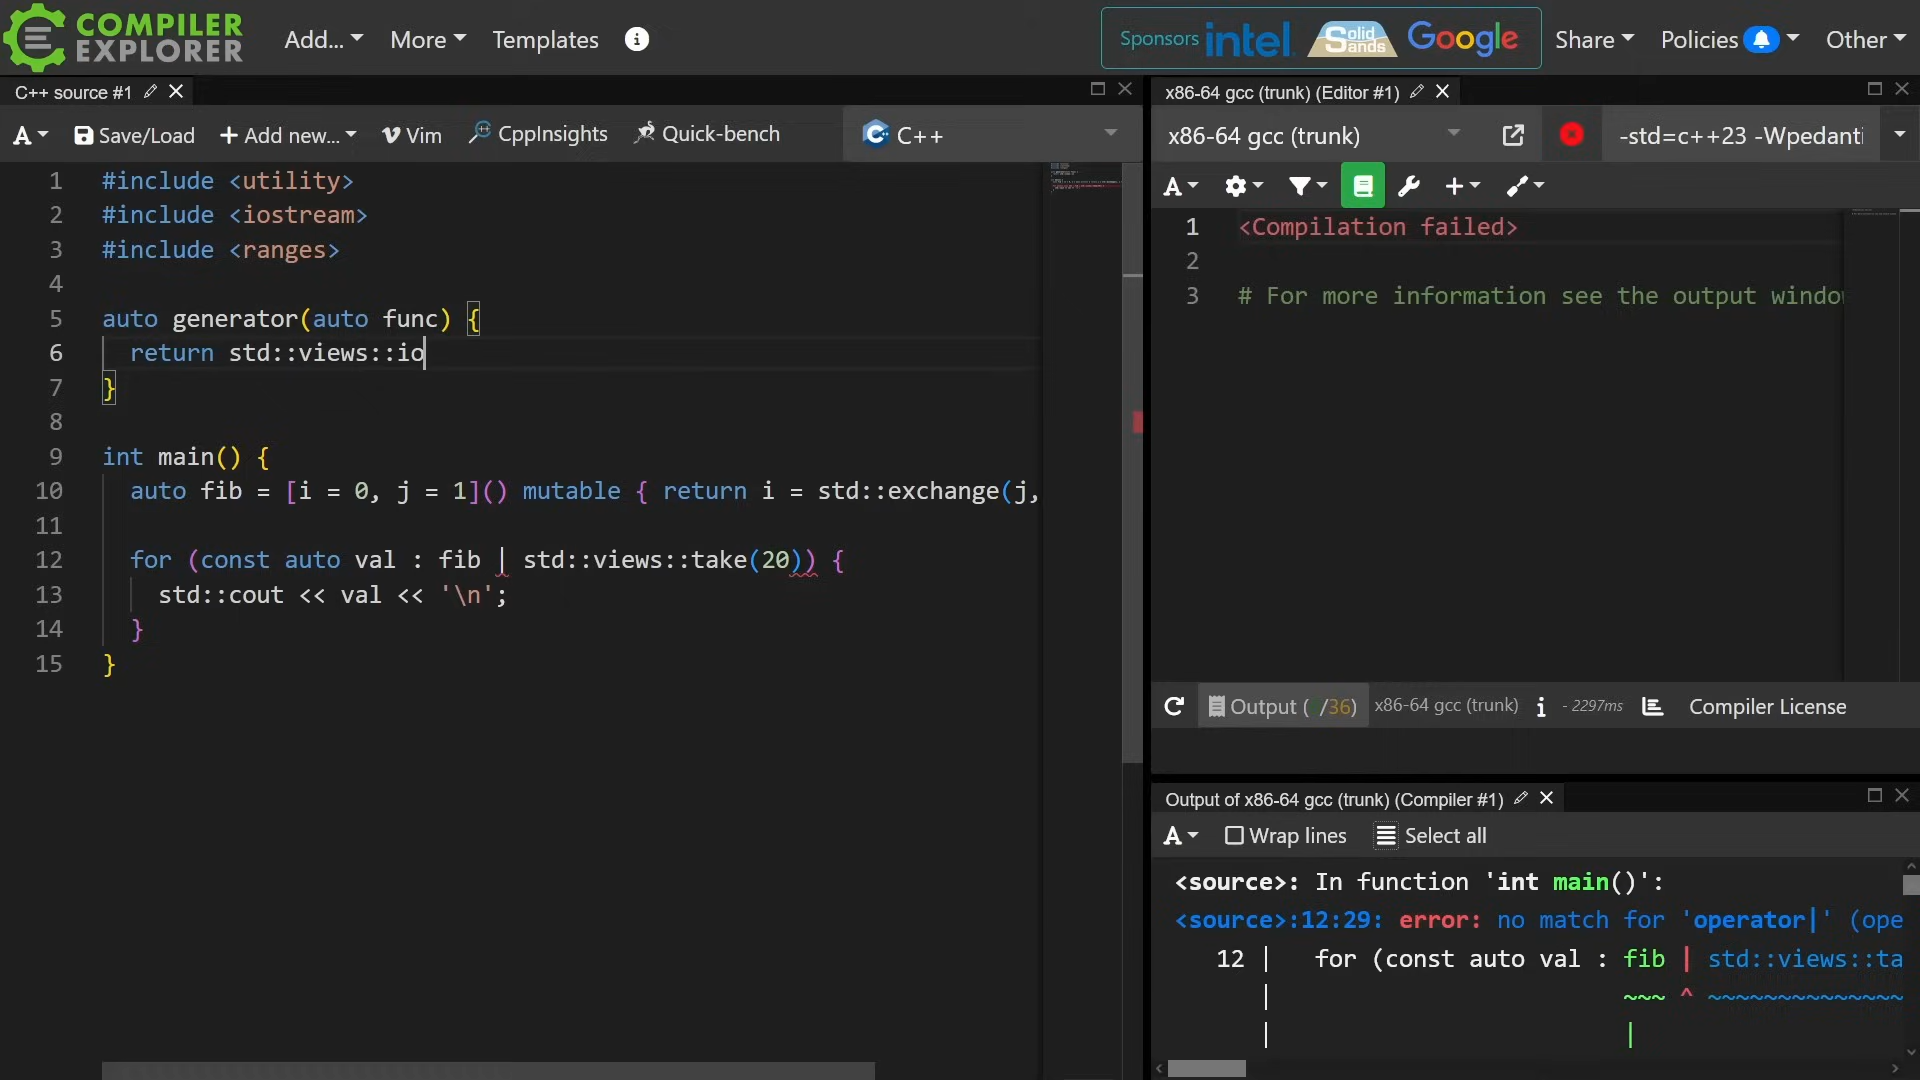 COMPILER
EXPLORER
Add...
More
Templates
Sponsors
intel.
Solid
Sands
Google
Share
Policies
Other
C++ source #1
A
Save/Load
+ Add new...
Vim
CppInsights
Quick-bench
C++
1 #include <utility>
2 #include <iostream>
3 #include <ranges>
4
5 auto generator(auto func) {
6 return std::views::io
7 }
8
9 int main() {
10 auto fib = [i = 0, j = 1]() mutable { return i = std::exchange(j,
11
12 for (const auto val : fib | std::views::take(20)) {
13 std::cout << val << '\n';
14 }
15 }
x86-64 gcc (trunk) (Editor #1)
x86-64 gcc (trunk)
-std=c++23 -Wpedanti
A
1 <Compilation failed>
2
3 # For more information see the output windo
Output ( /36)
x86-64 gcc (trunk)
- 2297ms
Compiler License
Output of x86-64 gcc (trunk) (Compiler #1)
A
Wrap lines
Select all
<source>: In function 'int main()':
<source>:12:29: error: no match for 'operator|' (ope
12 | for (const auto val : fib | std::views::ta
| ~~~ ^ ~~~~~~~~~~~~~~
| |